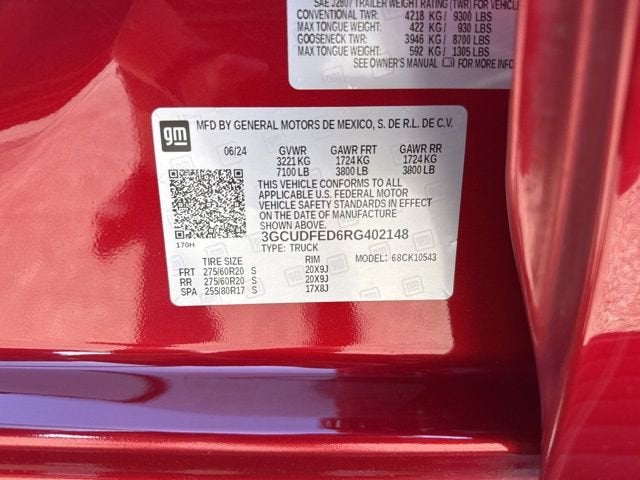 SAE J2807 TRAILER WEIGHT RATING (TWR) FOR VEHIC
CONVENTIONAL TWR: 4218 KG / 9300 LBS
MAX TONGUE WEIGHT: 422 KG / 930 LBS
GOOSENECK TWR: 3946 KG / 8700 LBS
MAX TONGUE WEIGHT: 592 KG / 1305 LBS
SEE OWNER'S MANUAL FOR MORE INFOR
gm MFD BY GENERAL MOTORS DE MEXICO, S. DE R.L. DE C.V.
06/24 GVWR GAWR FRT GAWR RR
3221 KG 1724 KG 1724 KG
7100 LB 3800 LB 3800 LB
THIS VEHICLE CONFORMS TO ALL
APPLICABLE U.S. FEDERAL MOTOR
VEHICLE SAFETY STANDARDS IN EFFECT
ON THE DATE OF MANUFACTURE
SHOWN ABOVE.
3GCUDFED6RG402148
170H TYPE: TRUCK
TIRE SIZE RIM MODEL: 68CK10543
FRT 275/60R20 S 20X9J
RR 275/60R20 S 20X9J
SPA 255/80R17 S 17X8J